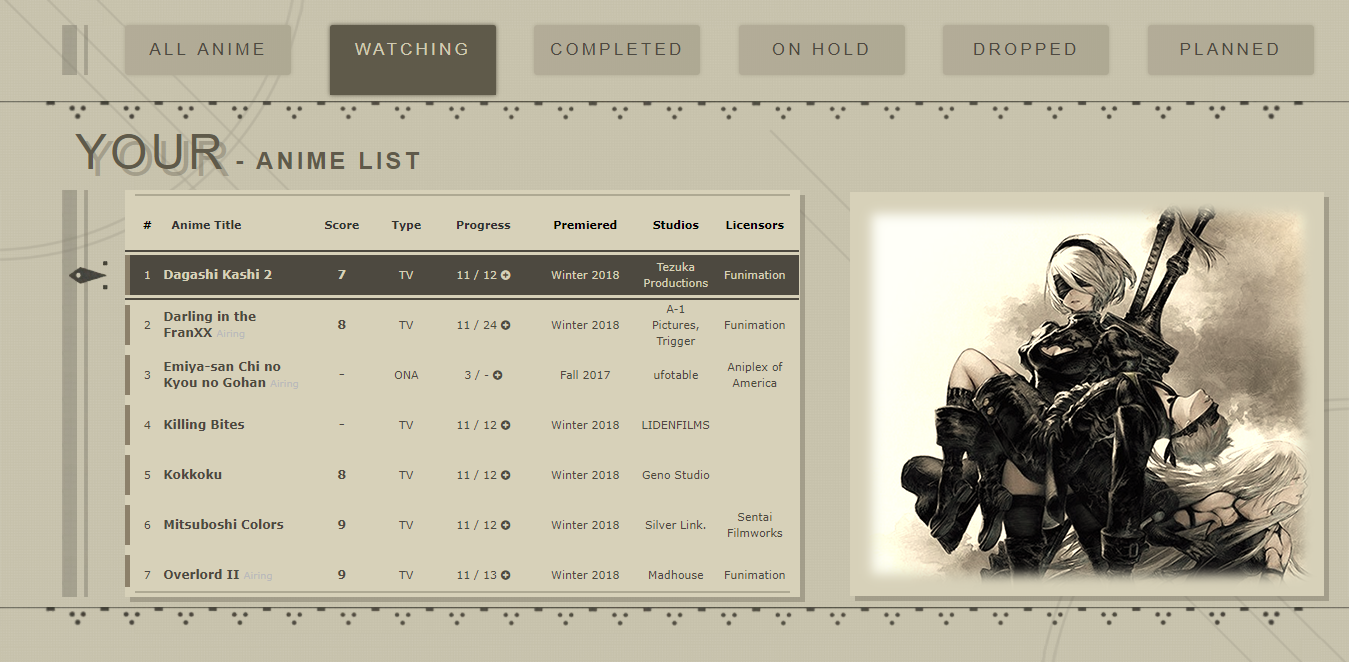 ALL ANIME WATCHING COMPLETED ON HOLD DROPPED PLANNED
YOUR - ANIME LIST
# Anime Title Score Type Progress Premiered Studios Licensors
1 Dagashi Kashi 2 7 TV 11 / 12 Winter 2018 Tezuka Productions Funimation
2 Darling in the FranXX Airing 8 TV 11 / 24 Winter 2018 A-1 Pictures, Trigger Funimation
3 Emiya-san Chi no Kyou no Gohan Airing - ONA 3 / - Fall 2017 ufotable Aniplex of America
4 Killing Bites - TV 11 / 12 Winter 2018 LIDENFILMS
5 Kokkoku 8 TV 11 / 12 Winter 2018 Geno Studio
6 Mitsuboshi Colors 9 TV 11 / 12 Winter 2018 Silver Link. Sentai Filmworks
7 Overlord II Airing 9 TV 11 / 13 Winter 2018 Madhouse Funimation